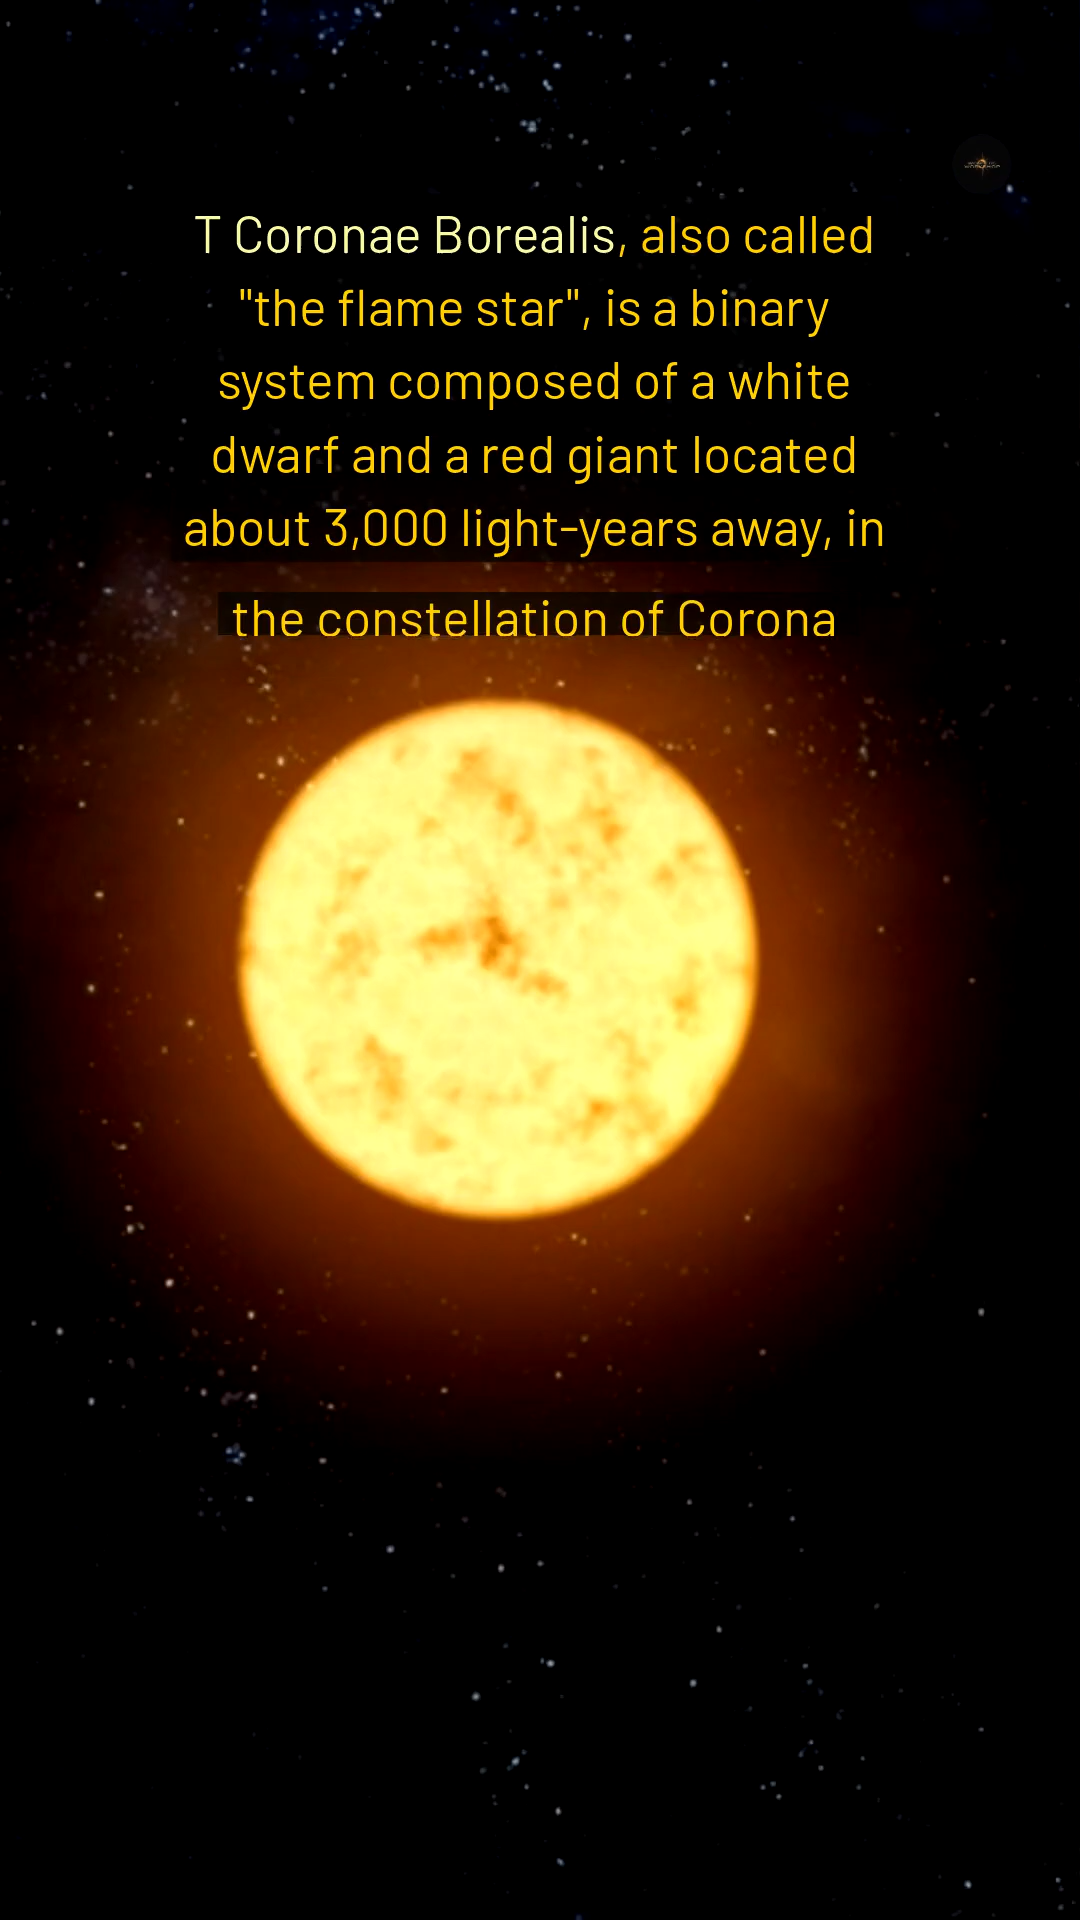 T Coronae Borealis, also called
"the flame star", is a binary
system composed of a white
dwarf and a red giant located
about 3,000 light-years away, in
the constellation of Corona